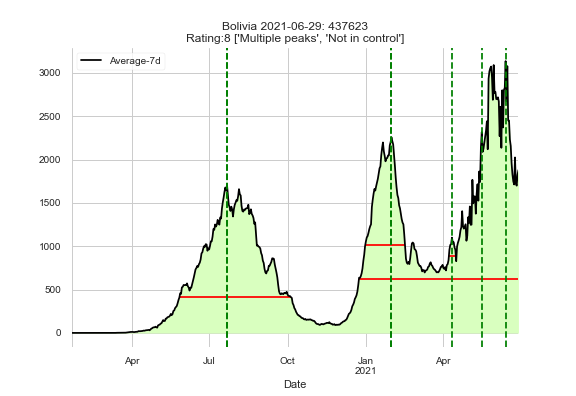 Bolivia 2021-06-29: 437623
Rating:8 ['Multiple peaks', 'Not in control']
Average-7d
3000
2500
2000
1500
1000
500
0
Apr Jul Oct Jan Apr
2021
Date